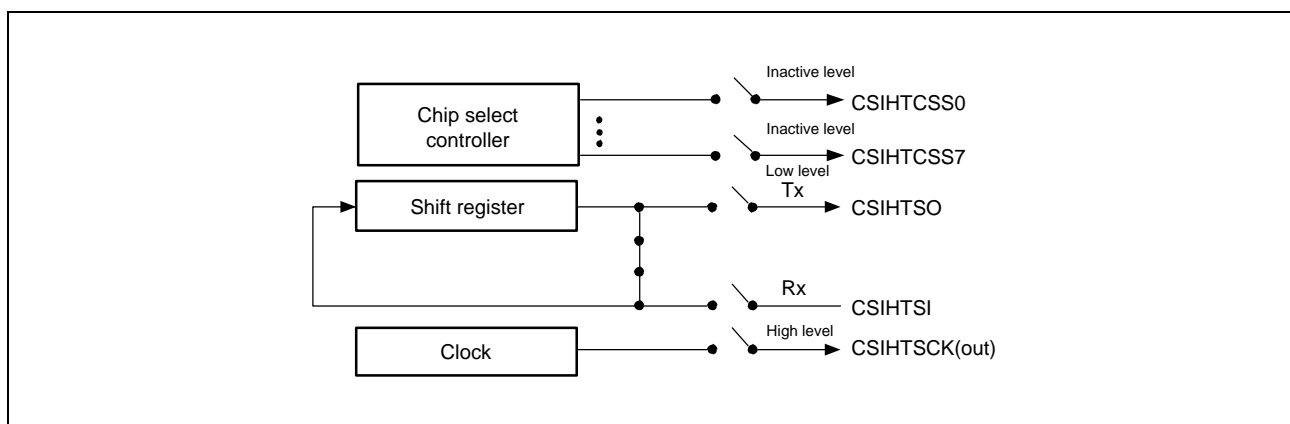 Inactive level
CSIHTCSS0
Chip select
controller
Inactive level
CSIHTCSS7
Low level
Tx
Shift register
CSIHTSO
Rx
CSIHTSI
High level
Clock
CSIHTSCK(out)